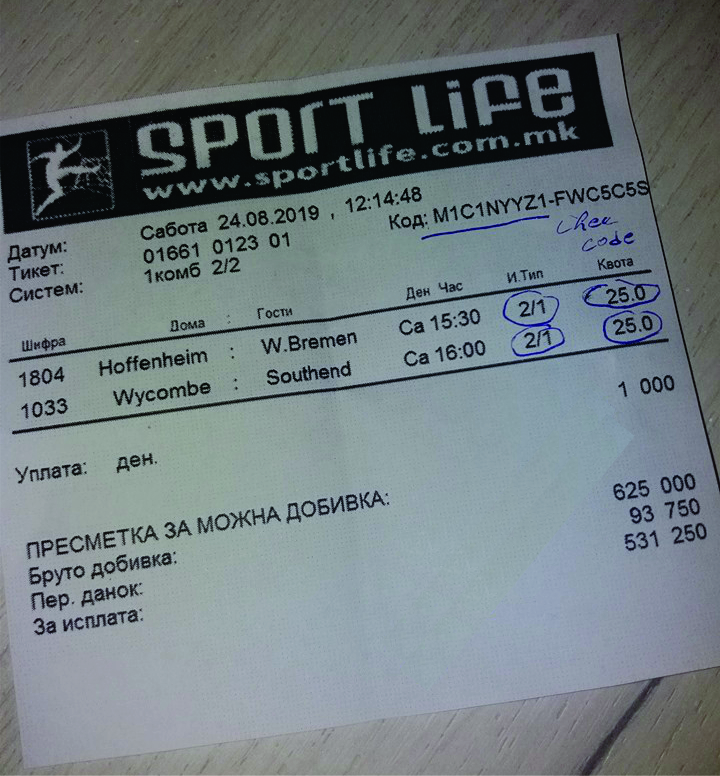 SPORT LiFe
www.sportlife.com.mk
Датум: Сабота 24.08.2019 , 12:14:48
Тикет: 01661 0123 01 Код: M1C1NYYZ1-FWC5C5S
Систем: 1комб 2/2
code
Шифра Дома : Гости Ден Час И.Тип Квота
1804 Hoffenheim : W.Bremen Са 15:30 2/1 25.0
1033 Wycombe : Southend Са 16:00 2/1 25.0
Уплата: ден. 1 000
ПРЕСМЕТКА ЗА МОЖНА ДОБИВКА:
Бруто добивка: 625 000
Пер. данок: 93 750
За исплата: 531 250